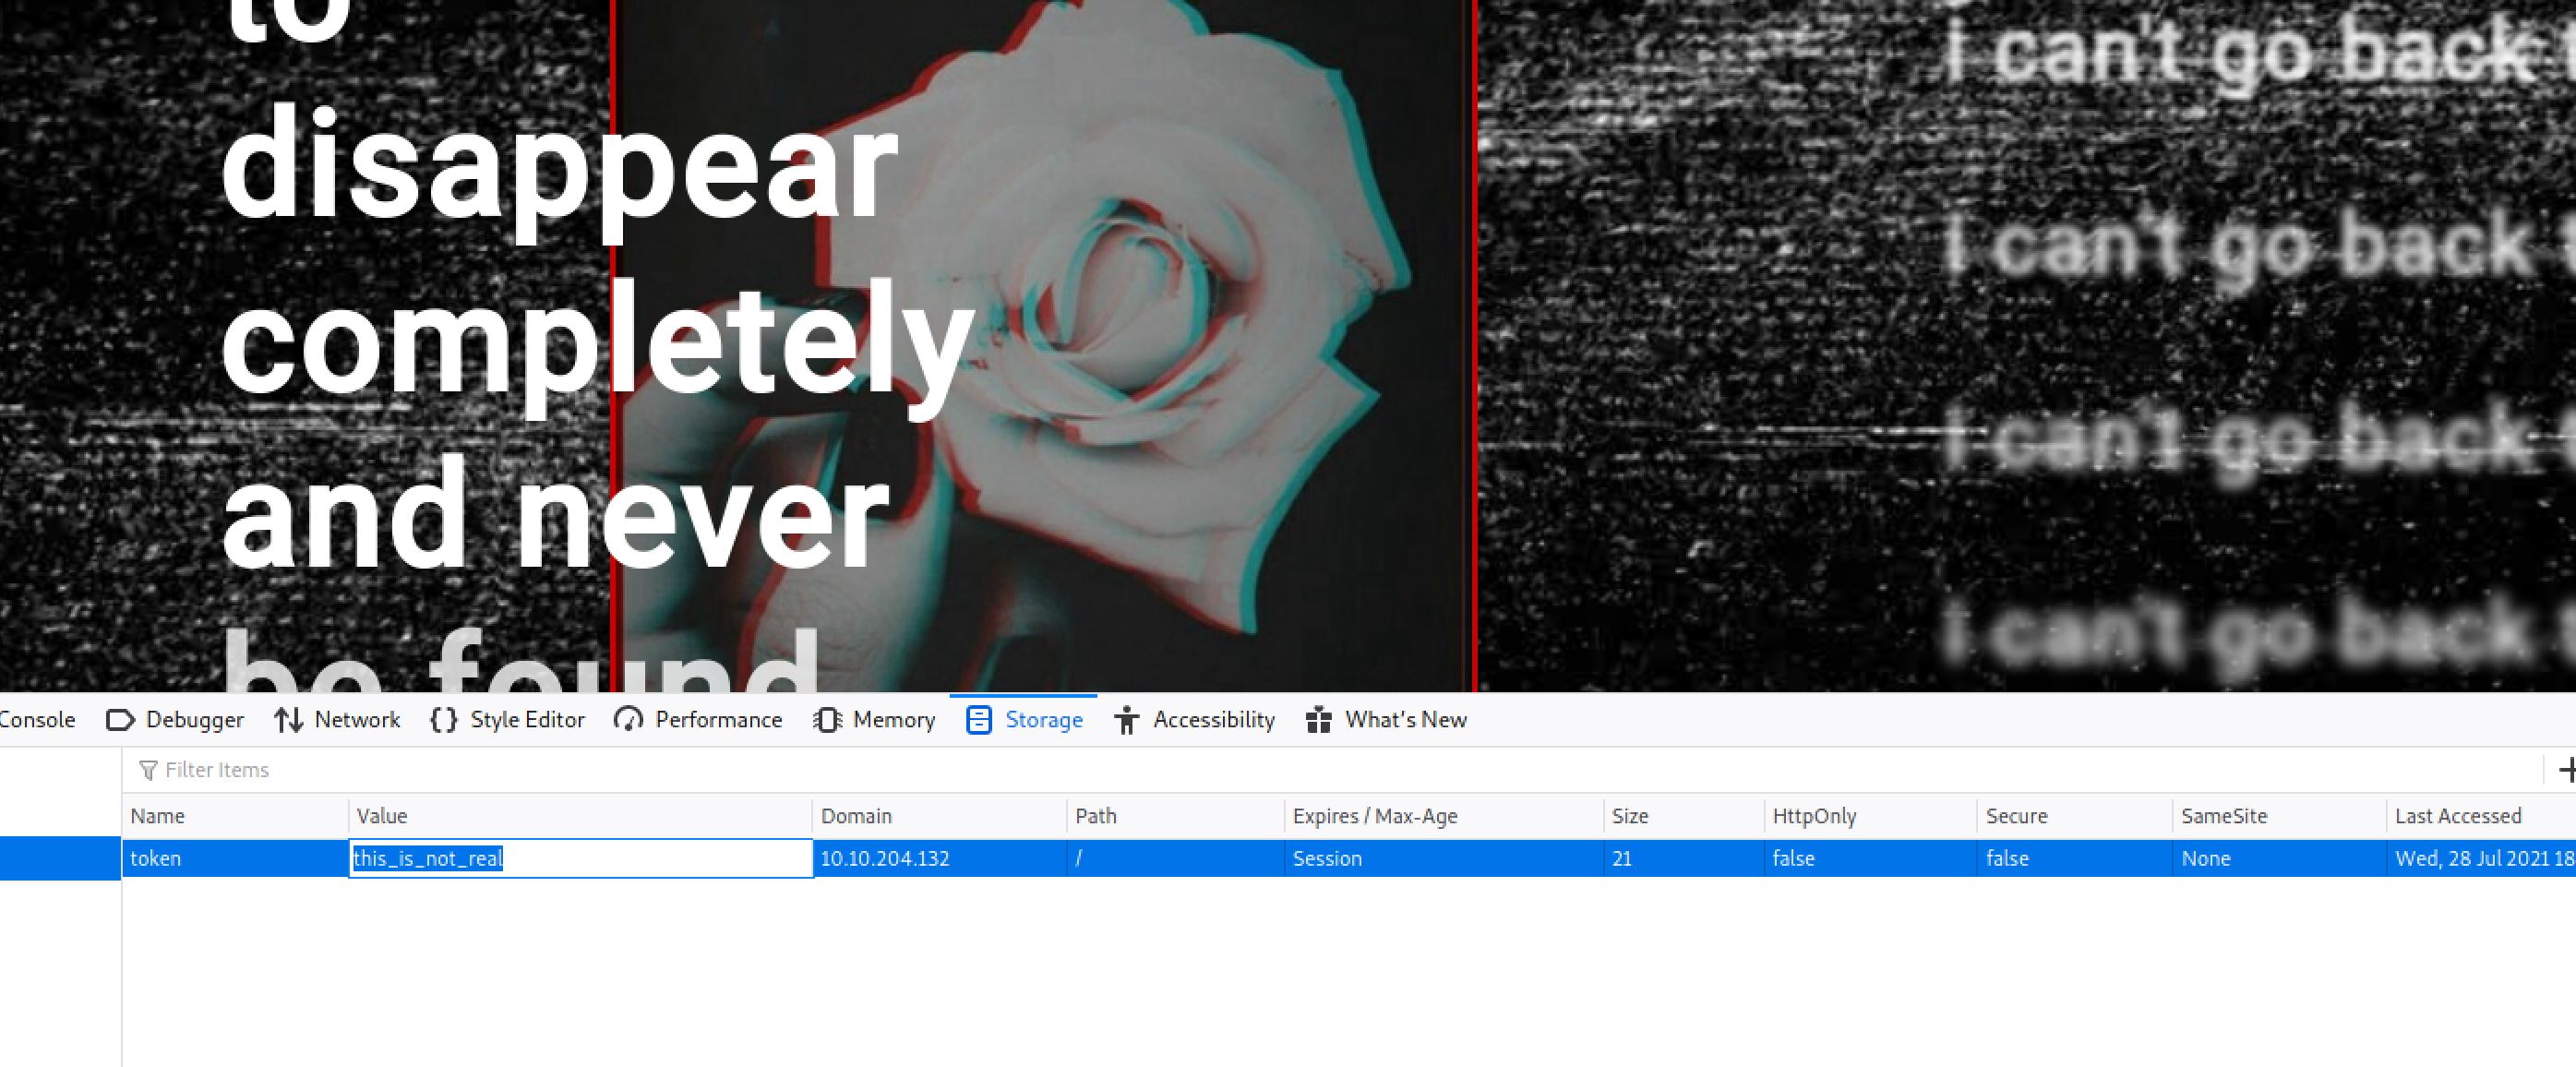 to
disappear
completely
and never
be found
i can't go back
i can't go back
i can't go back
i can't go back
Console Debugger Network Style Editor Performance Memory Storage Accessibility What's New
Filter Items
Name Value Domain Path Expires / Max-Age Size HttpOnly Secure SameSite Last Accessed
token this_is_not_real 10.10.204.132 / Session 21 false false None Wed, 28 Jul 2021 18